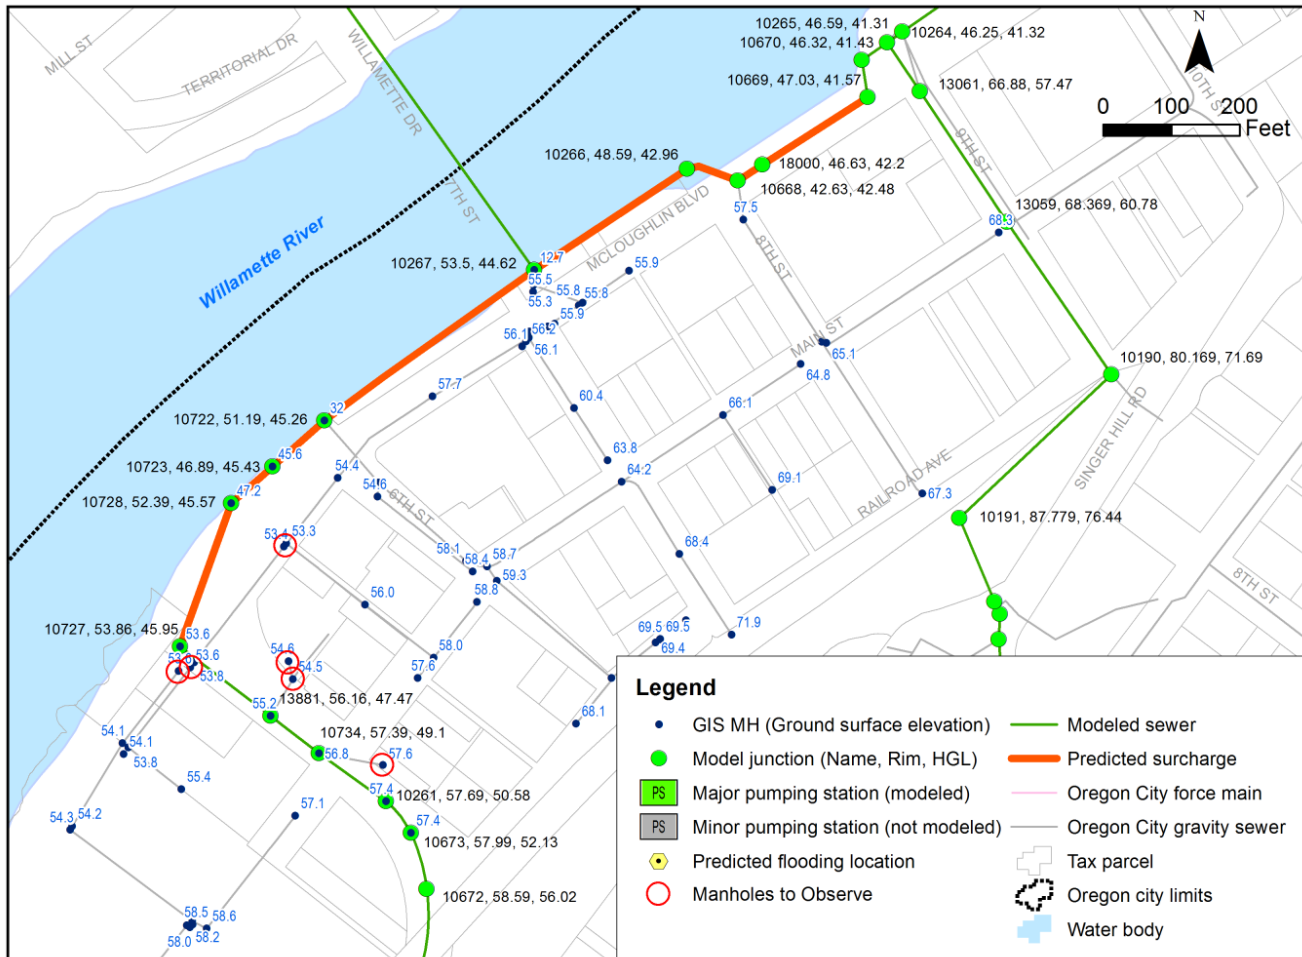 10265, 46.59, 41.31
10264, 46.25, 41.32
10670, 46.32, 41.43
10669, 47.03, 41.57
13061, 66.88, 57.47
N
0 100 200
Feet
MILL ST
TERRITORIAL DR
WILLAMETTE DR
10TH ST
9TH ST
10266, 48.59, 42.96
18000, 46.63, 42.2
10668, 42.63, 42.48
7TH ST
57.5
13059, 68.369, 60.78
68.3
Willamette River
MCLOUGHLIN BLVD
8TH ST
10267, 53.5, 44.62
12.7
55.9
55.5
55.8
55.8
55.3
55.9
56.2
56.1
56.1
MAIN ST
65.1
64.8
10190, 80.169, 71.69
57.7
60.4
66.1
SINGER HILL RD
10722, 51.19, 45.26
32
63.8
64.2
10723, 46.89, 45.43
45.6
54.4
54.6
69.1
RAILROAD AVE
67.3
10728, 52.39, 45.57
47.2
6TH ST
10191, 87.779, 76.44
53.4
53.3
58.1
58.4
58.7
68.4
59.3
58.8
56.0
8TH ST
10727, 53.86, 45.95
53.6
53.6
53.6
53.8
54.6
54.5
58.0
57.6
69.5
69.5
69.4
71.9
13881, 56.16, 47.47
55.2
68.1
10734, 57.39, 49.1
56.8
57.6
54.1
54.1
53.8
55.4
57.4
10261, 57.69, 50.58
57.1
54.3
54.2
57.4
10673, 57.99, 52.13
10672, 58.59, 56.02
58.5
58.6
58.0
58.2
Legend
GIS MH (Ground surface elevation)
Model junction (Name, Rim, HGL)
PS Major pumping station (modeled)
PS Minor pumping station (not modeled)
Predicted flooding location
Manholes to Observe
Modeled sewer
Predicted surcharge
Oregon City force main
Oregon City gravity sewer
Tax parcel
Oregon city limits
Water body